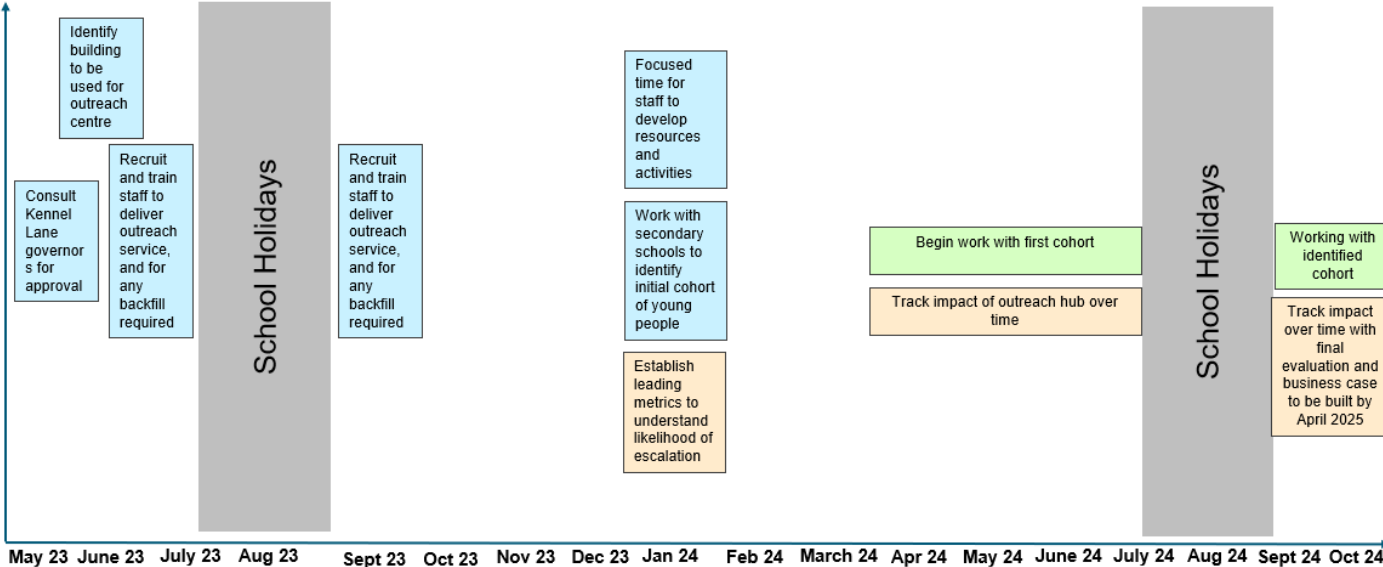 Identify
building
to be
used for
outreach
centre
Consult
Kennel
Lane
governor
s for
approval
Recruit
and train
staff to
deliver
outreach
service,
and for
any
backfill
required
School Holidays
Recruit
and train
staff to
deliver
outreach
service,
and for
any
backfill
required
Focused
time for
staff to
develop
resources
and
activities
Work with
secondary
schools to
identify
initial cohort
of young
people
Establish
leading
metrics to
understand
likelihood of
escalation
Begin work with first cohort
Track impact of outreach hub over
time
School Holidays
Working with
identified
cohort
Track impact
over time with
final
evaluation and
business case
to be built by
April 2025
May 23 June 23 July 23 Aug 23 Sept 23 Oct 23 Nov 23 Dec 23 Jan 24 Feb 24 March 24 Apr 24 May 24 June 24 July 24 Aug 24 Sept 24 Oct 24